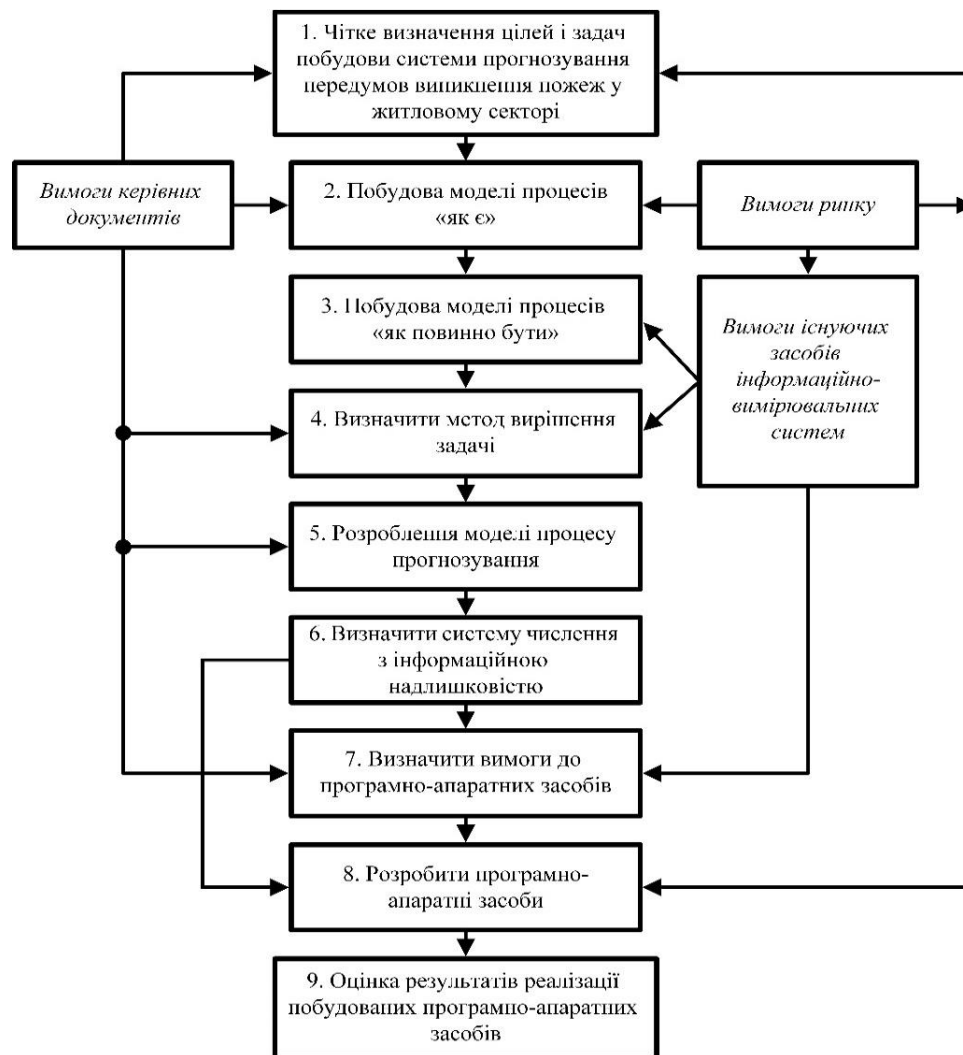 1. Чітке визначення цілей і задач
побудови системи прогнозування
передумов виникнення пожеж у
житловому секторі
Вимоги керівних
документів
2. Побудова моделі процесів
«як є»
Вимоги ринку
3. Побудова моделі процесів
«як повинно бути»
Вимоги існуючих
засобів
інформаційно-
вимірювальних
систем
4. Визначити метод вирішення
задачі
5. Розроблення моделі процесу
прогнозування
6. Визначити систему числення
з інформаційною
надлишковістю
7. Визначити вимоги до
програмно-апаратних засобів
8. Розробити програмно-
апаратні засоби
9. Оцінка результатів реалізації
побудованих програмно-апаратних
засобів